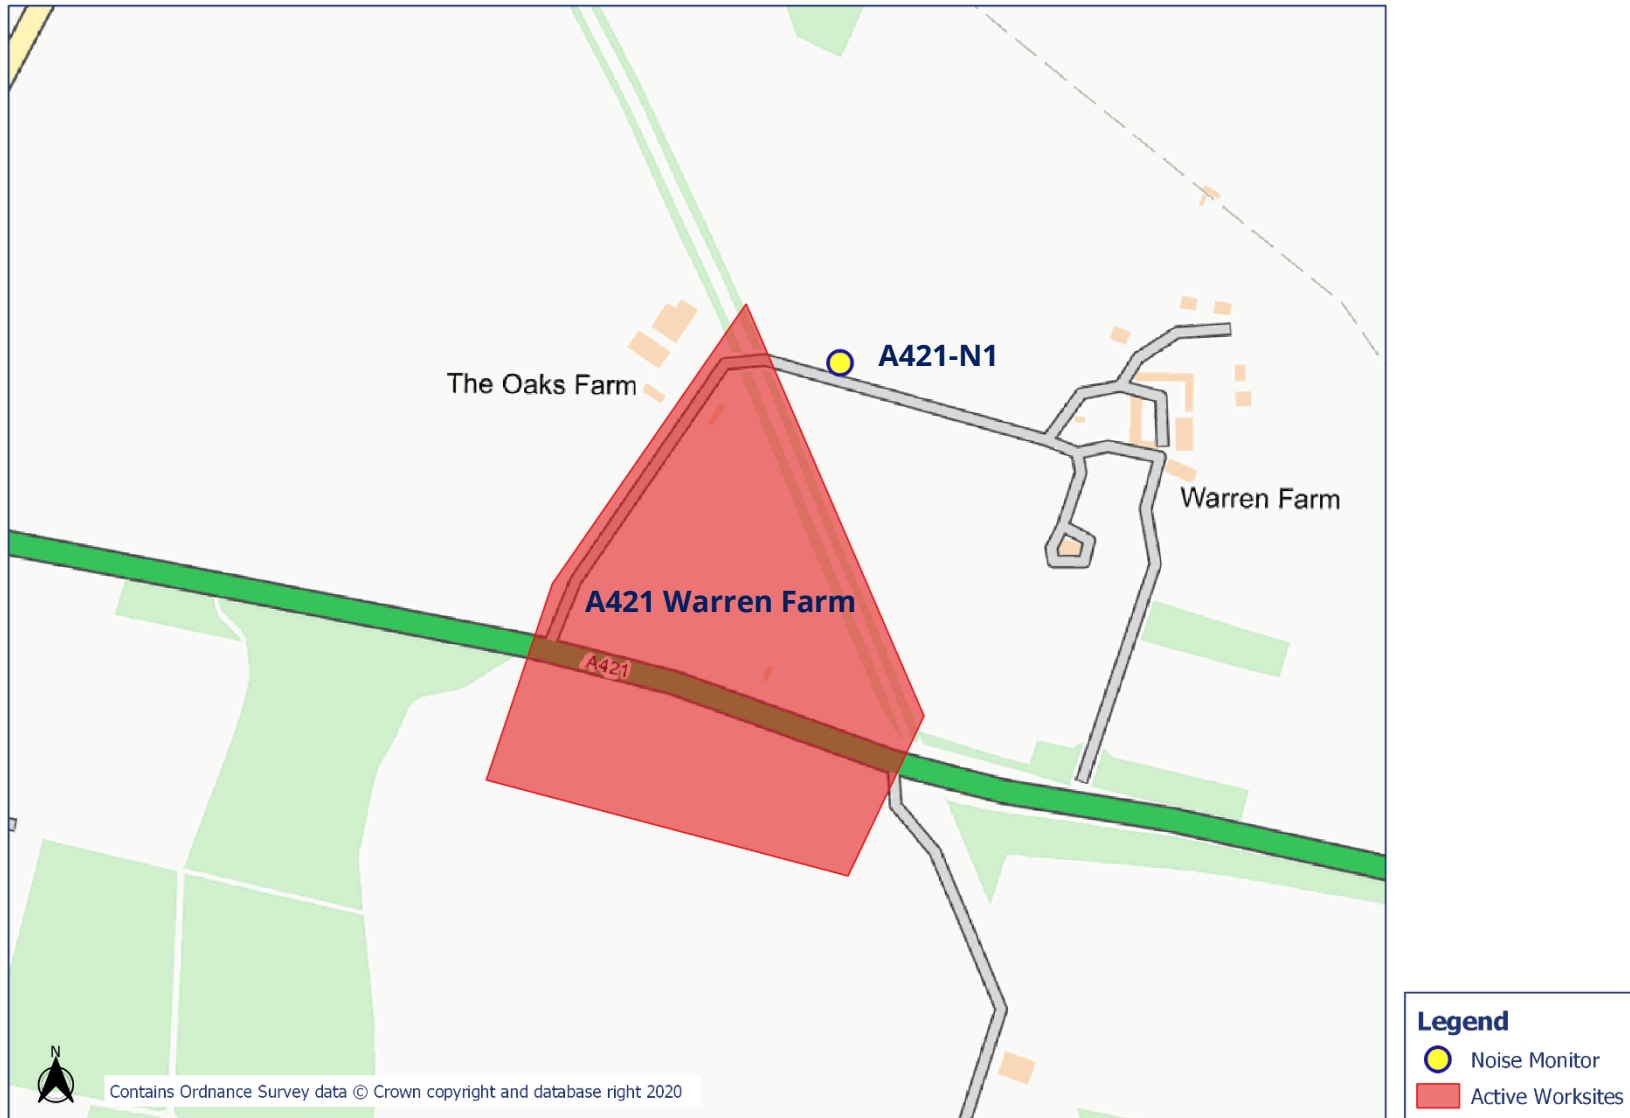 A421-N1
The Oaks Farm
Warren Farm
A421 Warren Farm
A421
N
Contains Ordnance Survey data © Crown copyright and database right 2020
Legend
Noise Monitor
Active Worksites